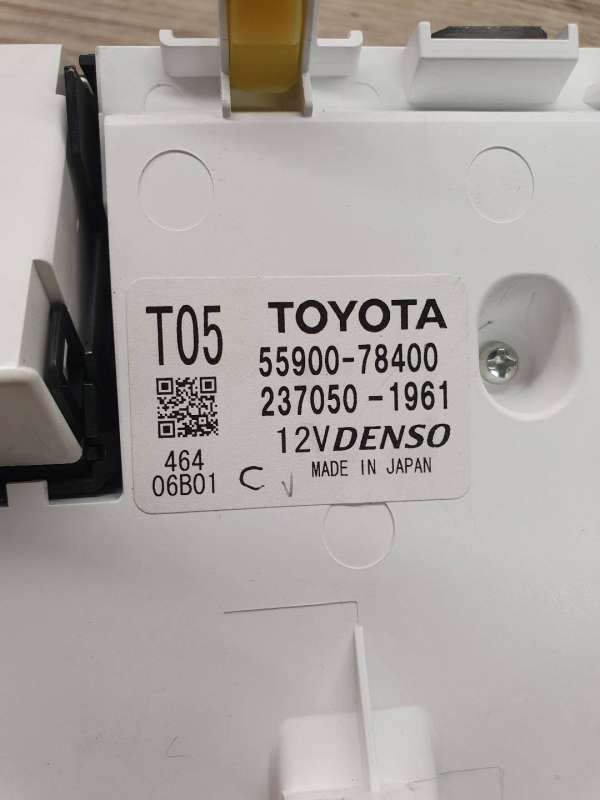 T05
TOYOTA
55900-78400
237050-1961
12V DENSO
MADE IN JAPAN
464
06B01
C